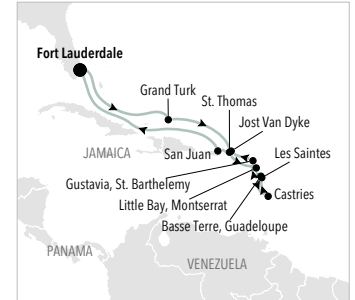 Fort Lauderdale
Grand Turk
St. Thomas
Jost Van Dyke
JAMAICA
San Juan
Les Saintes
Gustavia, St. Barthelemy
Castries
Little Bay, Montserrat
Basse Terre, Guadeloupe
PANAMA
VENEZUELA